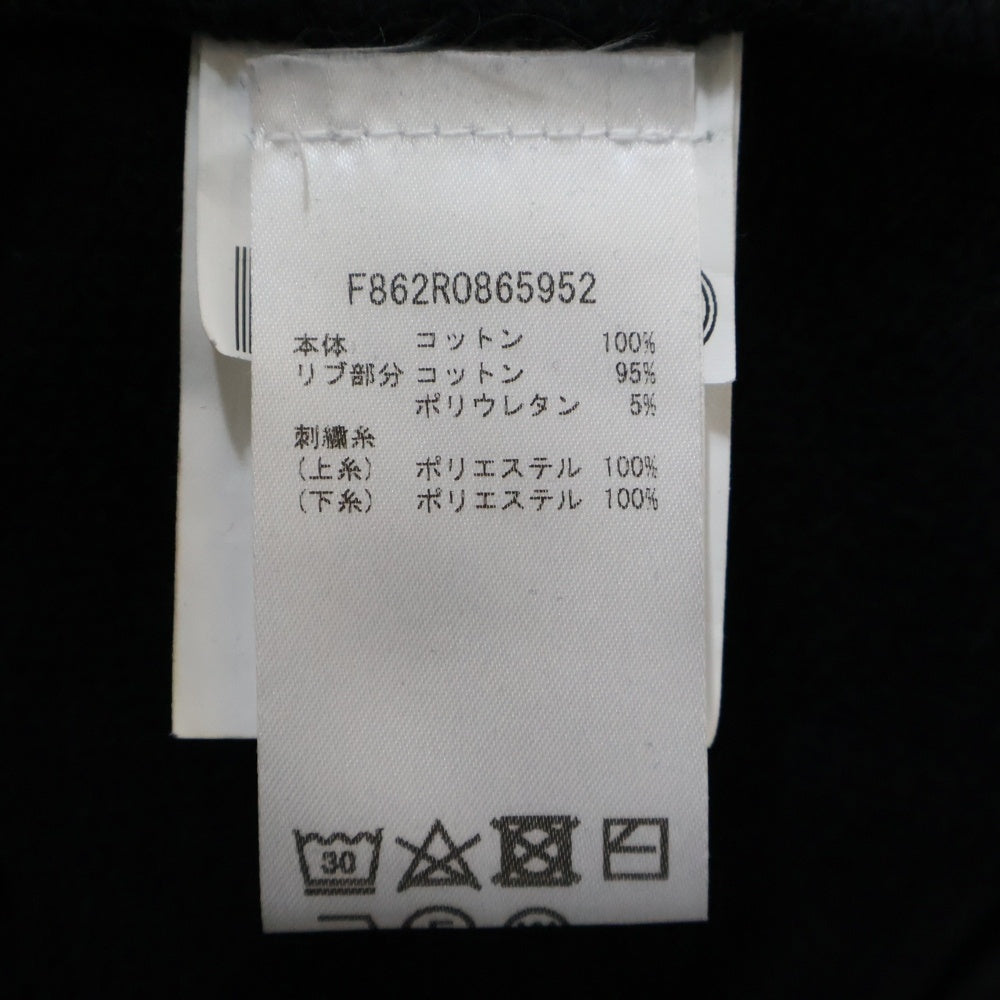 F862R0865952
本体 コットン 100%
リブ部分 コットン 95%
ポリウレタン 5%
刺繍糸
(上糸) ポリエステル 100%
(下糸) ポリエステル 100%
30